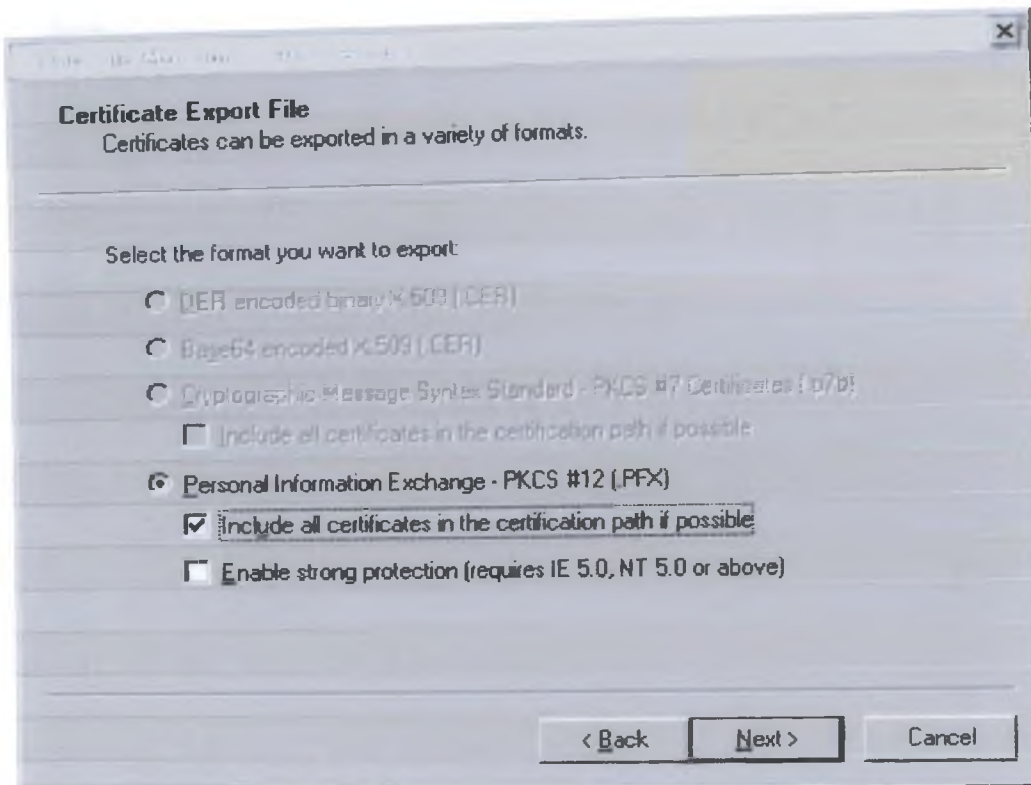 Certificate Export File
Certificates can be exported in a variety of formats.
Select the format you want to export:
DER encoded binary X.509 (.CER)
Base64 encoded X.509 (.CER)
Cryptographic Message Syntax Standard - PKCS #7 Certificates (.p7b)
Include all certificates in the certification path if possible
Personal Information Exchange - PKCS #12 (.PFX)
Include all certificates in the certification path if possible
Enable strong protection (requires IE 5.0, NT 5.0 or above)
< Back
Next >
Cancel